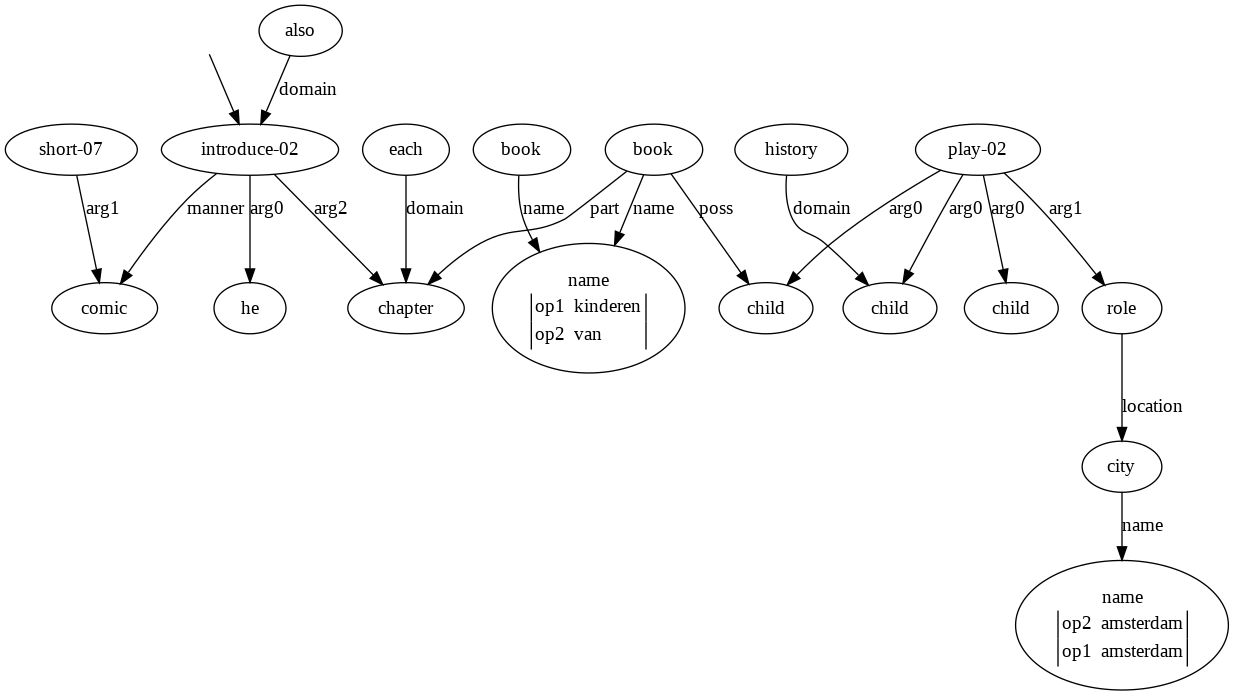 also
domain
short-07
introduce-02
each
book
book
history
play-02
arg1
manner
arg0
arg2
domain
name
part
name
poss
domain
arg0
arg0
arg0
arg1
comic
he
chapter
name
op1 kinderen
op2 van
child
child
child
role
location
city
name
name
op2 amsterdam
op1 amsterdam